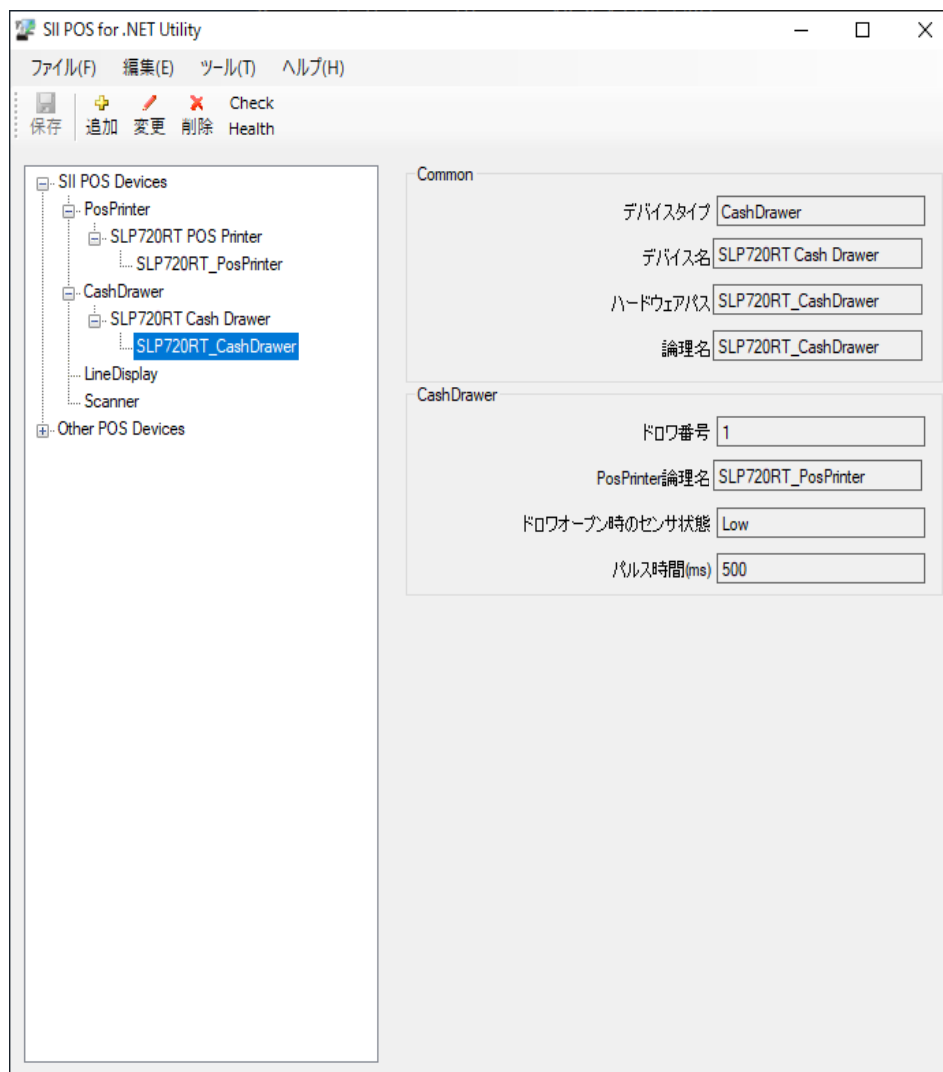 SII POS for .NET Utility
ファイル(F) 編集(E) ツール(T) ヘルプ(H)
保存 追加 変更 削除 Check Health
SII POS Devices
PosPrinter
SLP720RT POS Printer
SLP720RT_PosPrinter
CashDrawer
SLP720RT Cash Drawer
SLP720RT_CashDrawer
LineDisplay
Scanner
Other POS Devices
Common
デバイスタイプ CashDrawer
デバイス名 SLP720RT Cash Drawer
ハードウェアパス SLP720RT_CashDrawer
論理名 SLP720RT_CashDrawer
CashDrawer
ドロワ番号 1
PosPrinter論理名 SLP720RT_PosPrinter
ドロワオープン時のセンサ状態 Low
パルス時間(ms) 500